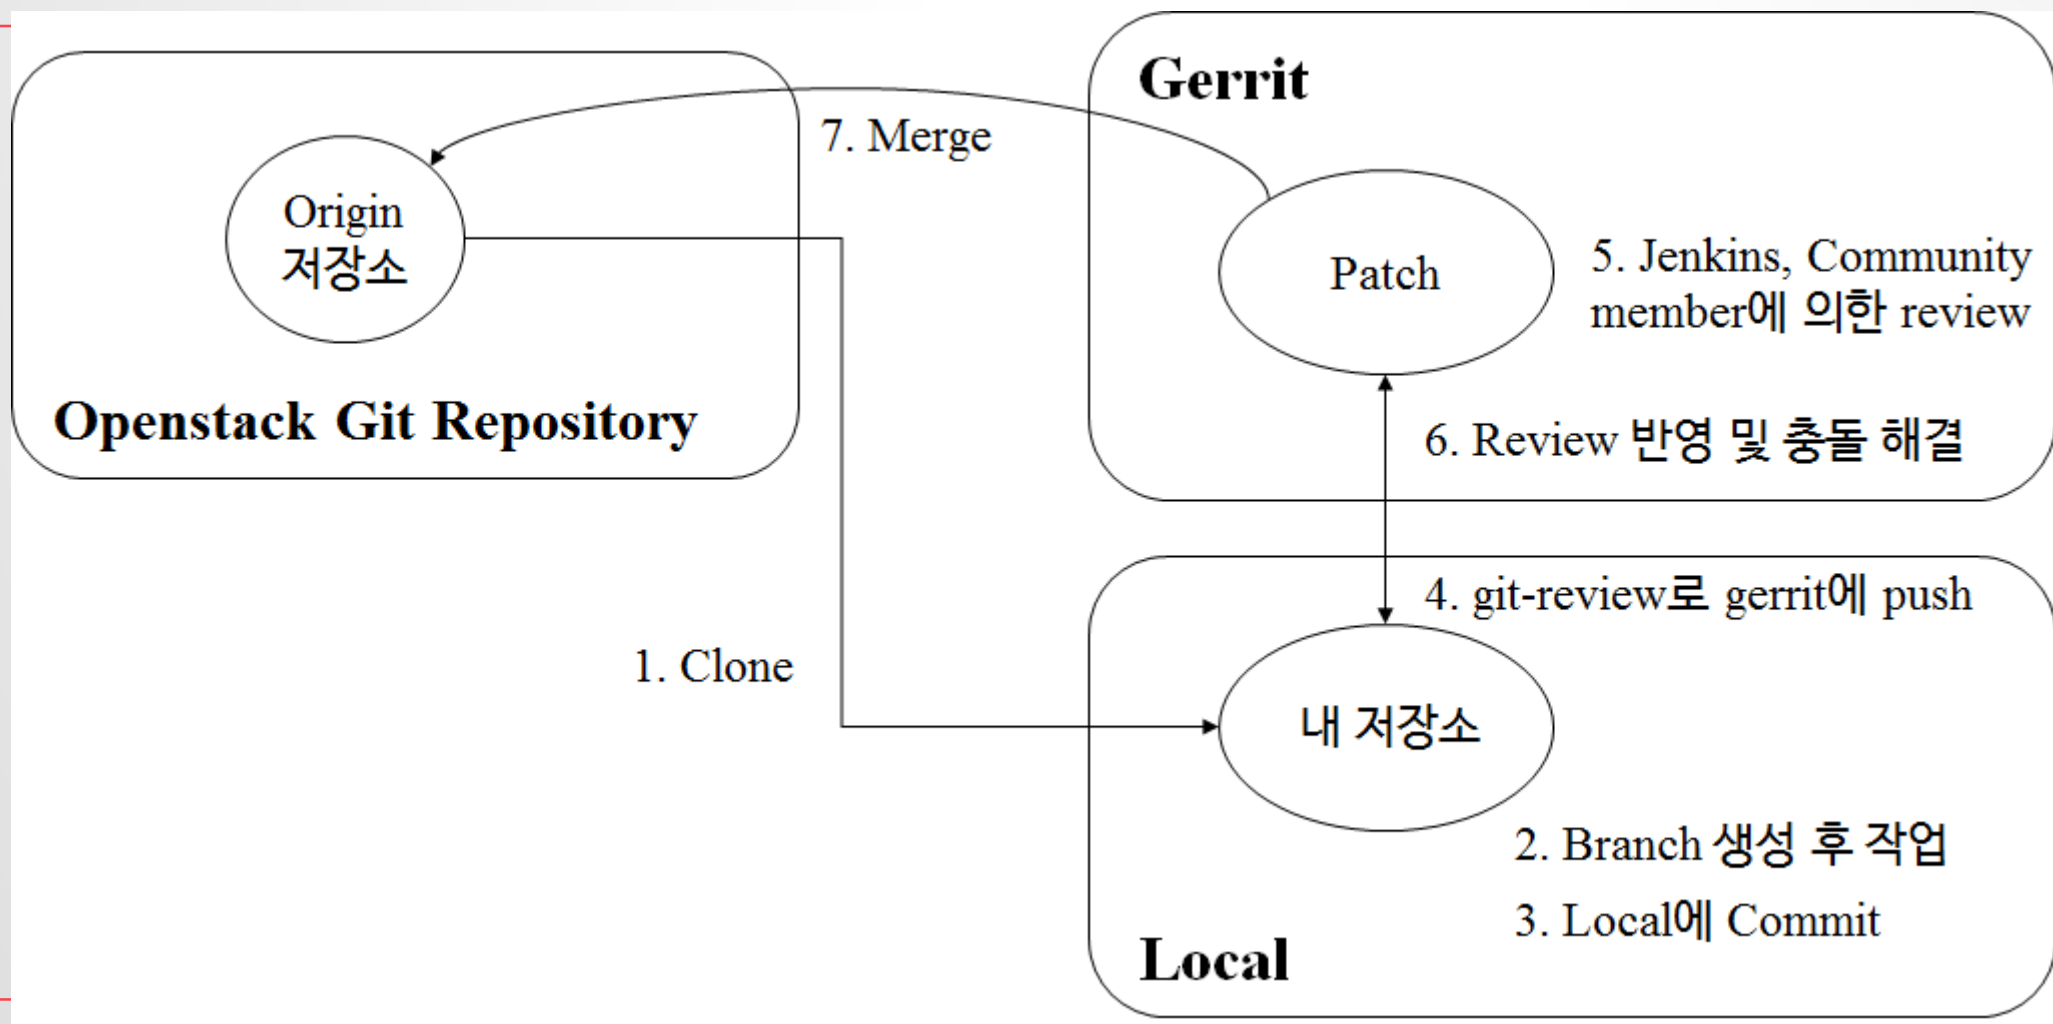 Gerrit
7. Merge
Origin
저장소
Patch
5. Jenkins, Community
member에 의한 review
Openstack Git Repository
6. Review 반영 및 충돌 해결
4. git-review로 gerrit에 push
1. Clone
내 저장소
2. Branch 생성 후 작업
3. Local에 Commit
Local